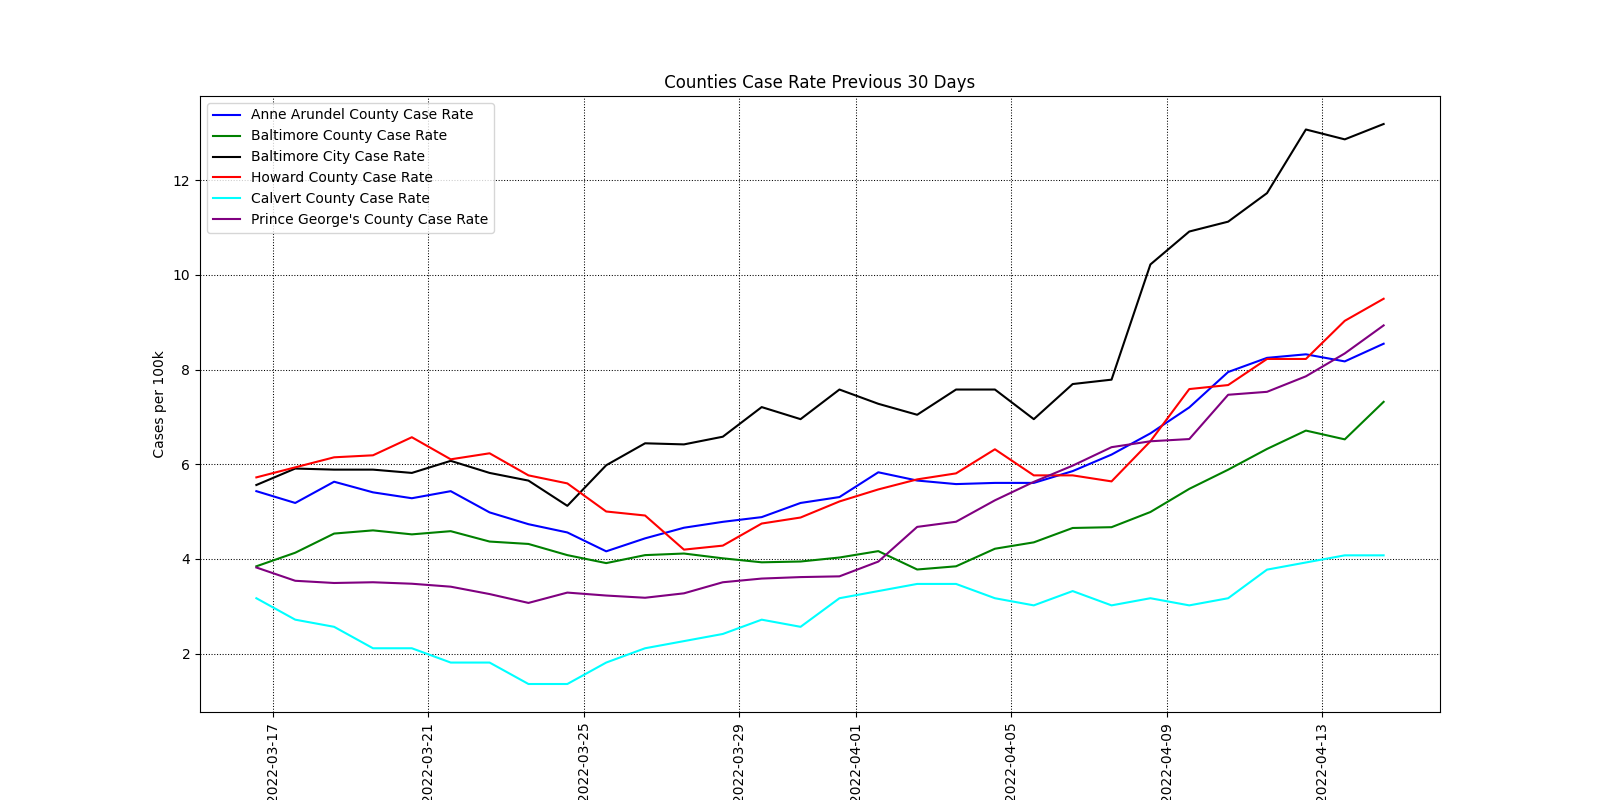 Counties Case Rate Previous 30 Days
Anne Arundel County Case Rate
Baltimore County Case Rate
Baltimore City Case Rate
Howard County Case Rate
Calvert County Case Rate
Prince George's County Case Rate
Cases per 100k
12
10
8
6
4
2
2022-03-17
2022-03-21
2022-03-25
2022-03-29
2022-04-01
2022-04-05
2022-04-09
2022-04-13